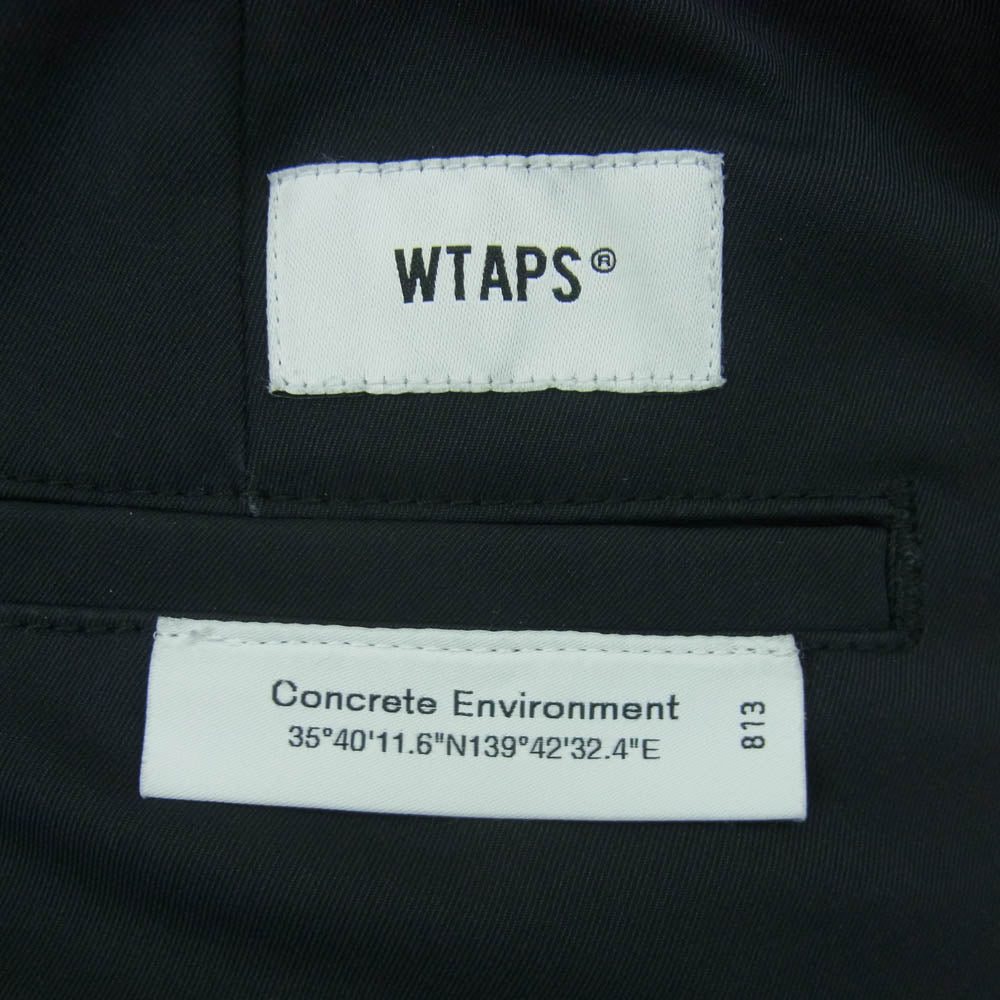 WTAPS®
Concrete Environment
35°40'11.6"N139°42'32.4"E
813